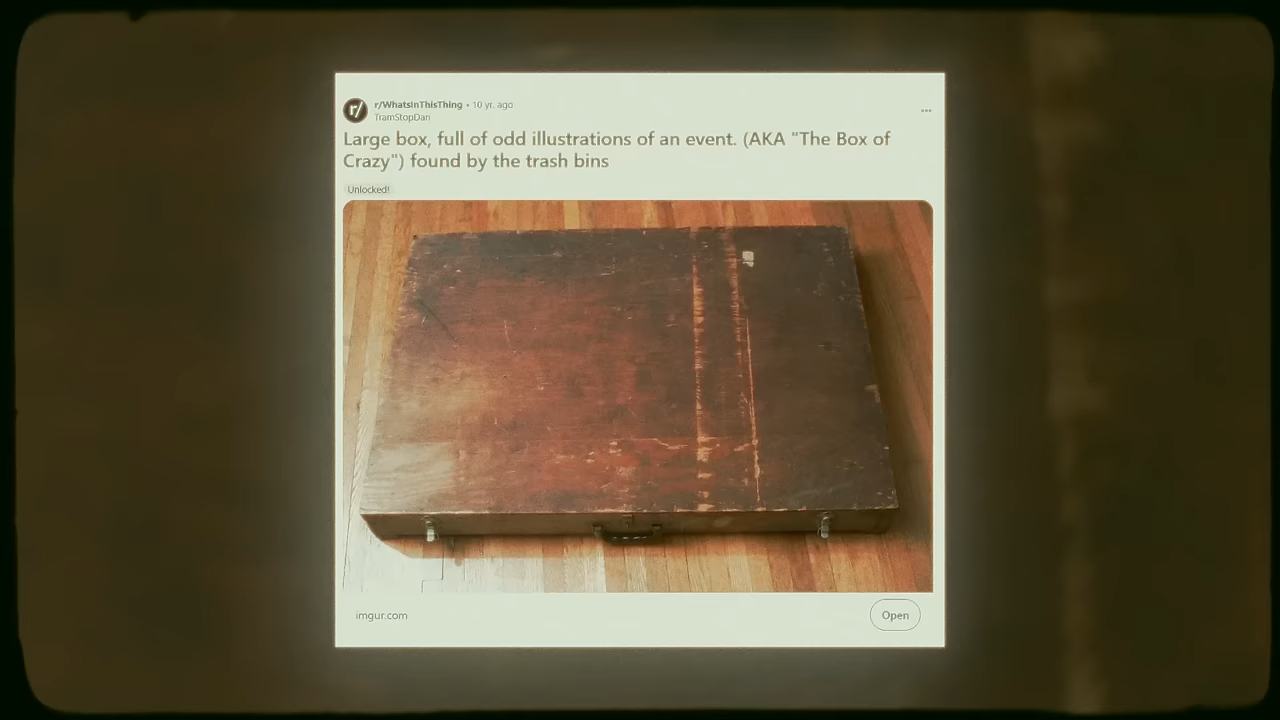 r/WhatsInThisThing • 10 yr. ago
TramStopDan
Large box, full of odd illustrations of an event. (AKA "The Box of
Crazy") found by the trash bins
Unlocked!
imgur.com
Open